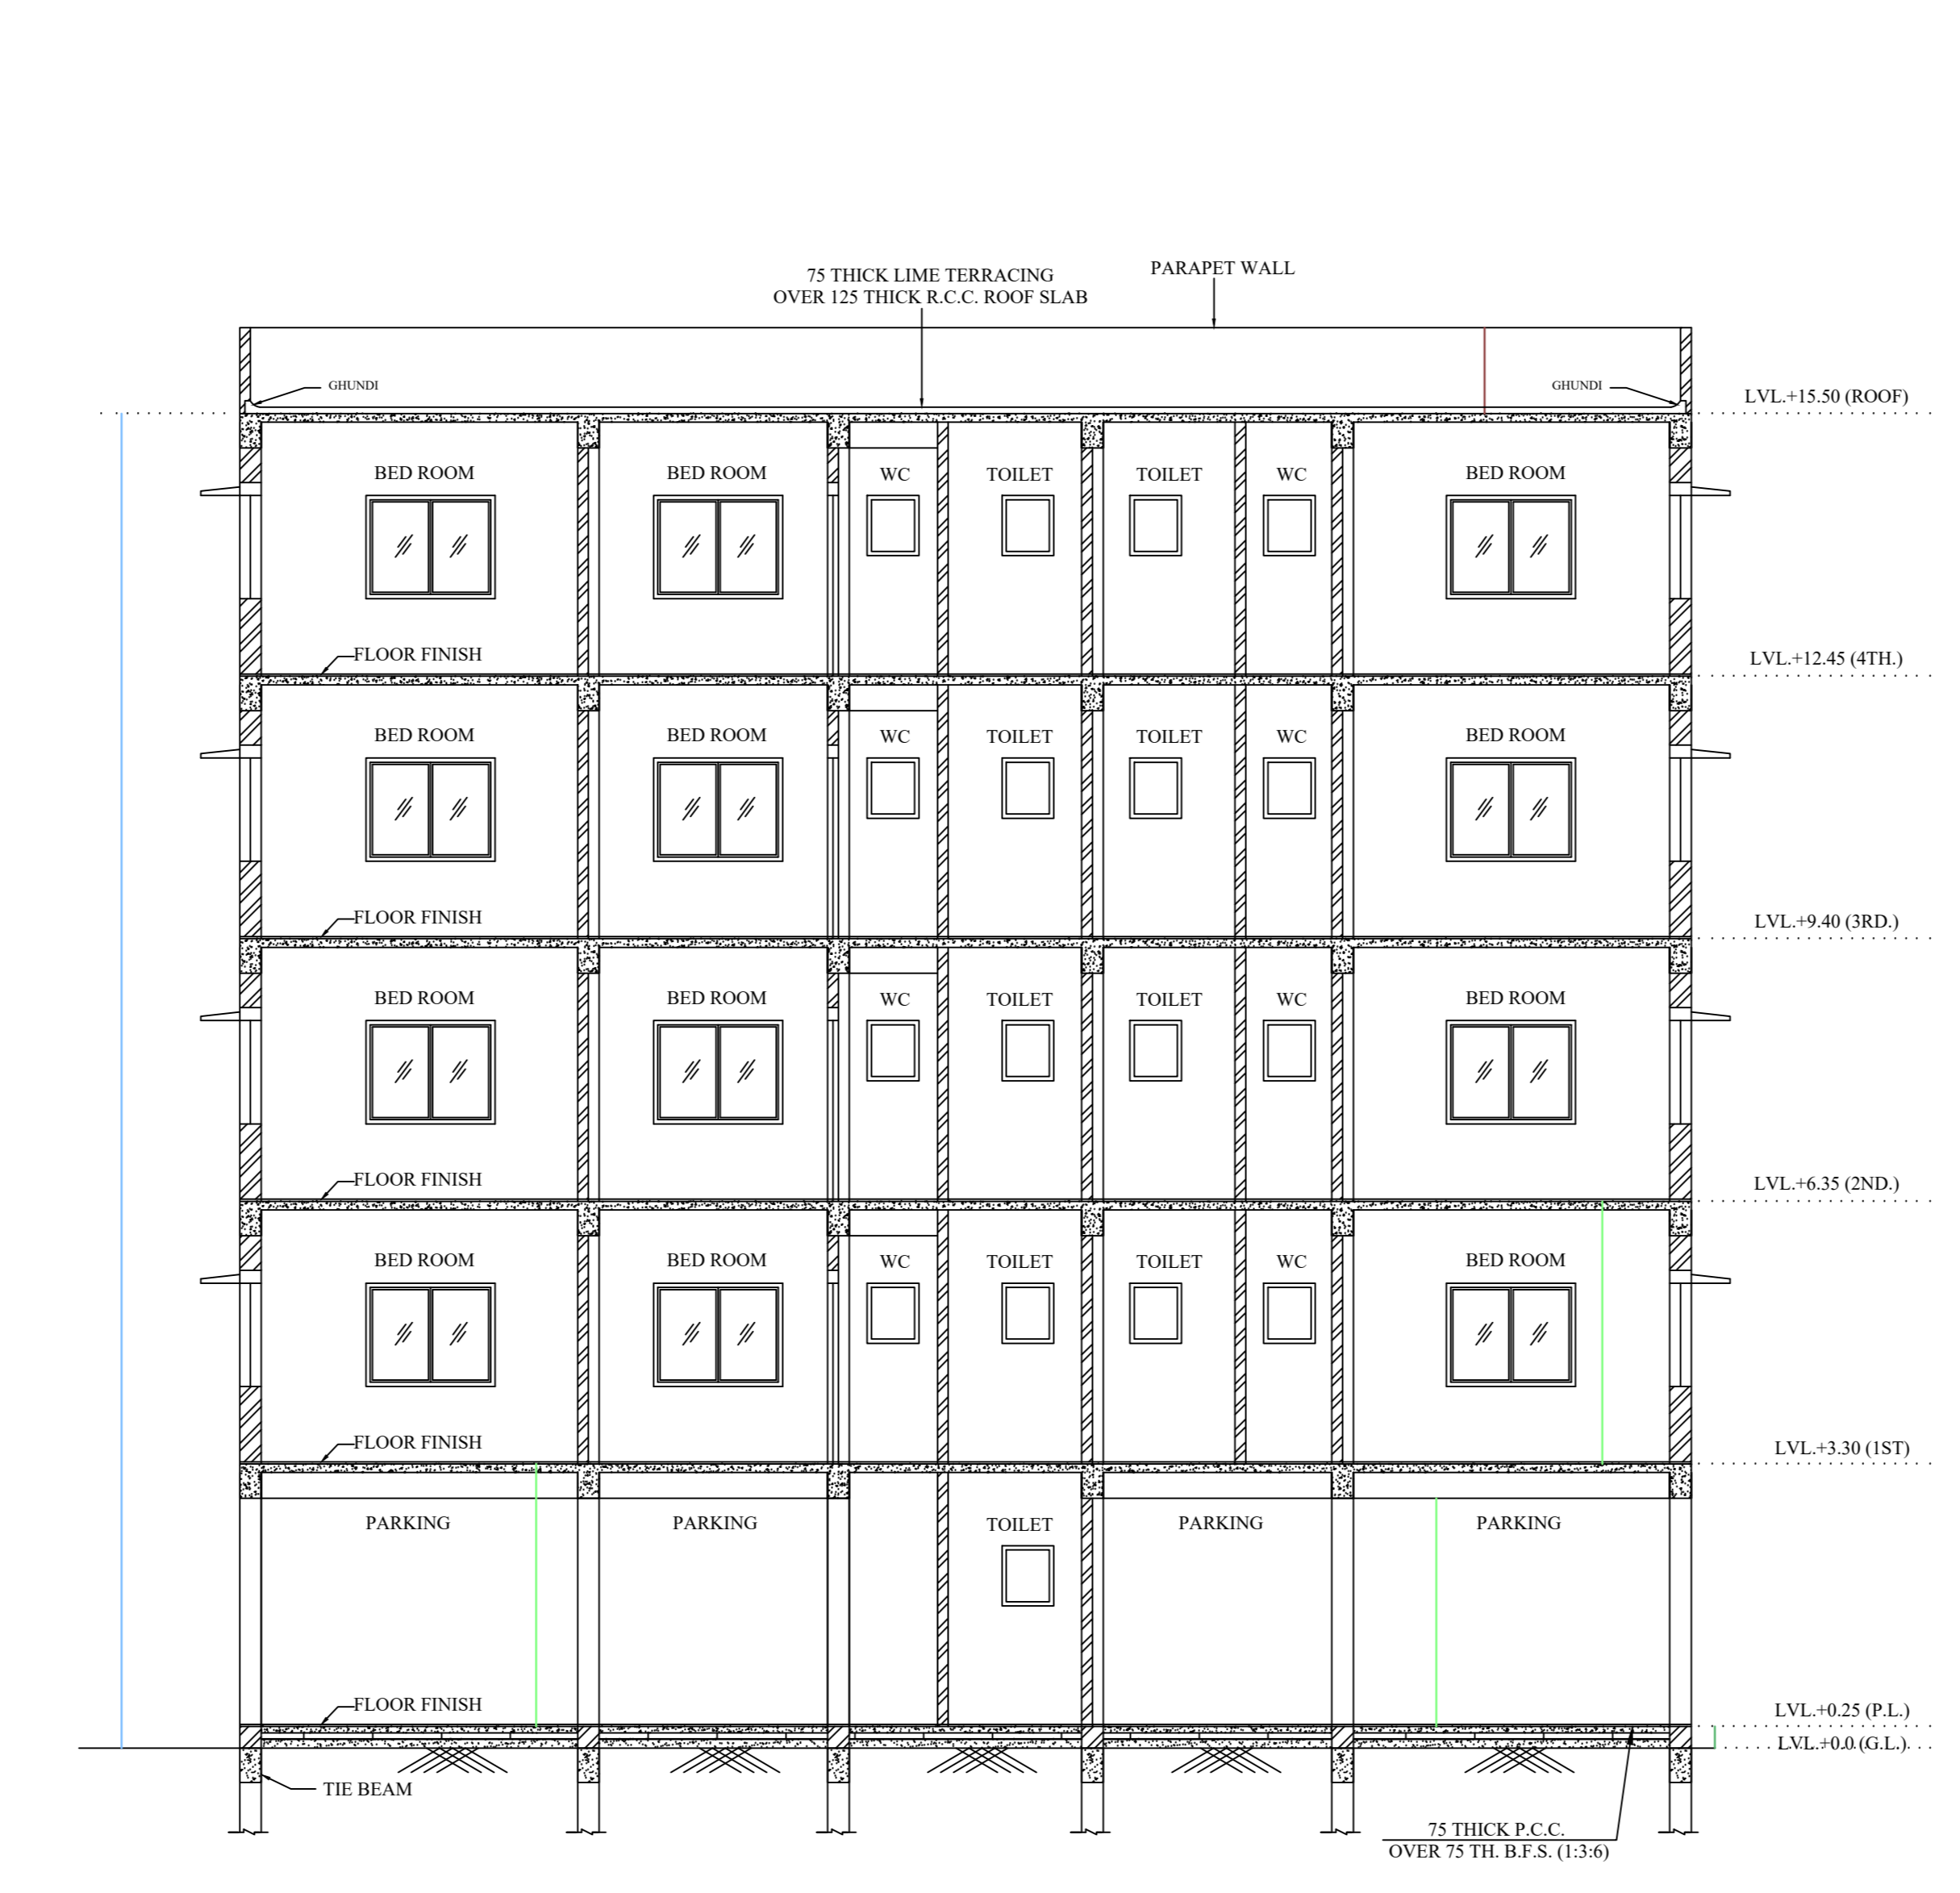 75 THICK LIME TERRACING
OVER 125 THICK R.C.C. ROOF SLAB
PARAPET WALL
GHUNDI
GHUNDI
LVL.+15.50 (ROOF)
BED ROOM
BED ROOM
WC
TOILET
TOILET
WC
BED ROOM
FLOOR FINISH
LVL.+12.45 (4TH.)
BED ROOM
BED ROOM
WC
TOILET
TOILET
WC
BED ROOM
FLOOR FINISH
LVL.+9.40 (3RD.)
BED ROOM
BED ROOM
WC
TOILET
TOILET
WC
BED ROOM
FLOOR FINISH
LVL.+6.35 (2ND.)
BED ROOM
BED ROOM
WC
TOILET
TOILET
WC
BED ROOM
FLOOR FINISH
LVL.+3.30 (1ST)
PARKING
PARKING
TOILET
PARKING
PARKING
FLOOR FINISH
LVL.+0.25 (P.L.)
LVL.+0.0 (G.L.)
TIE BEAM
75 THICK P.C.C.
OVER 75 TH. B.F.S. (1:3:6)